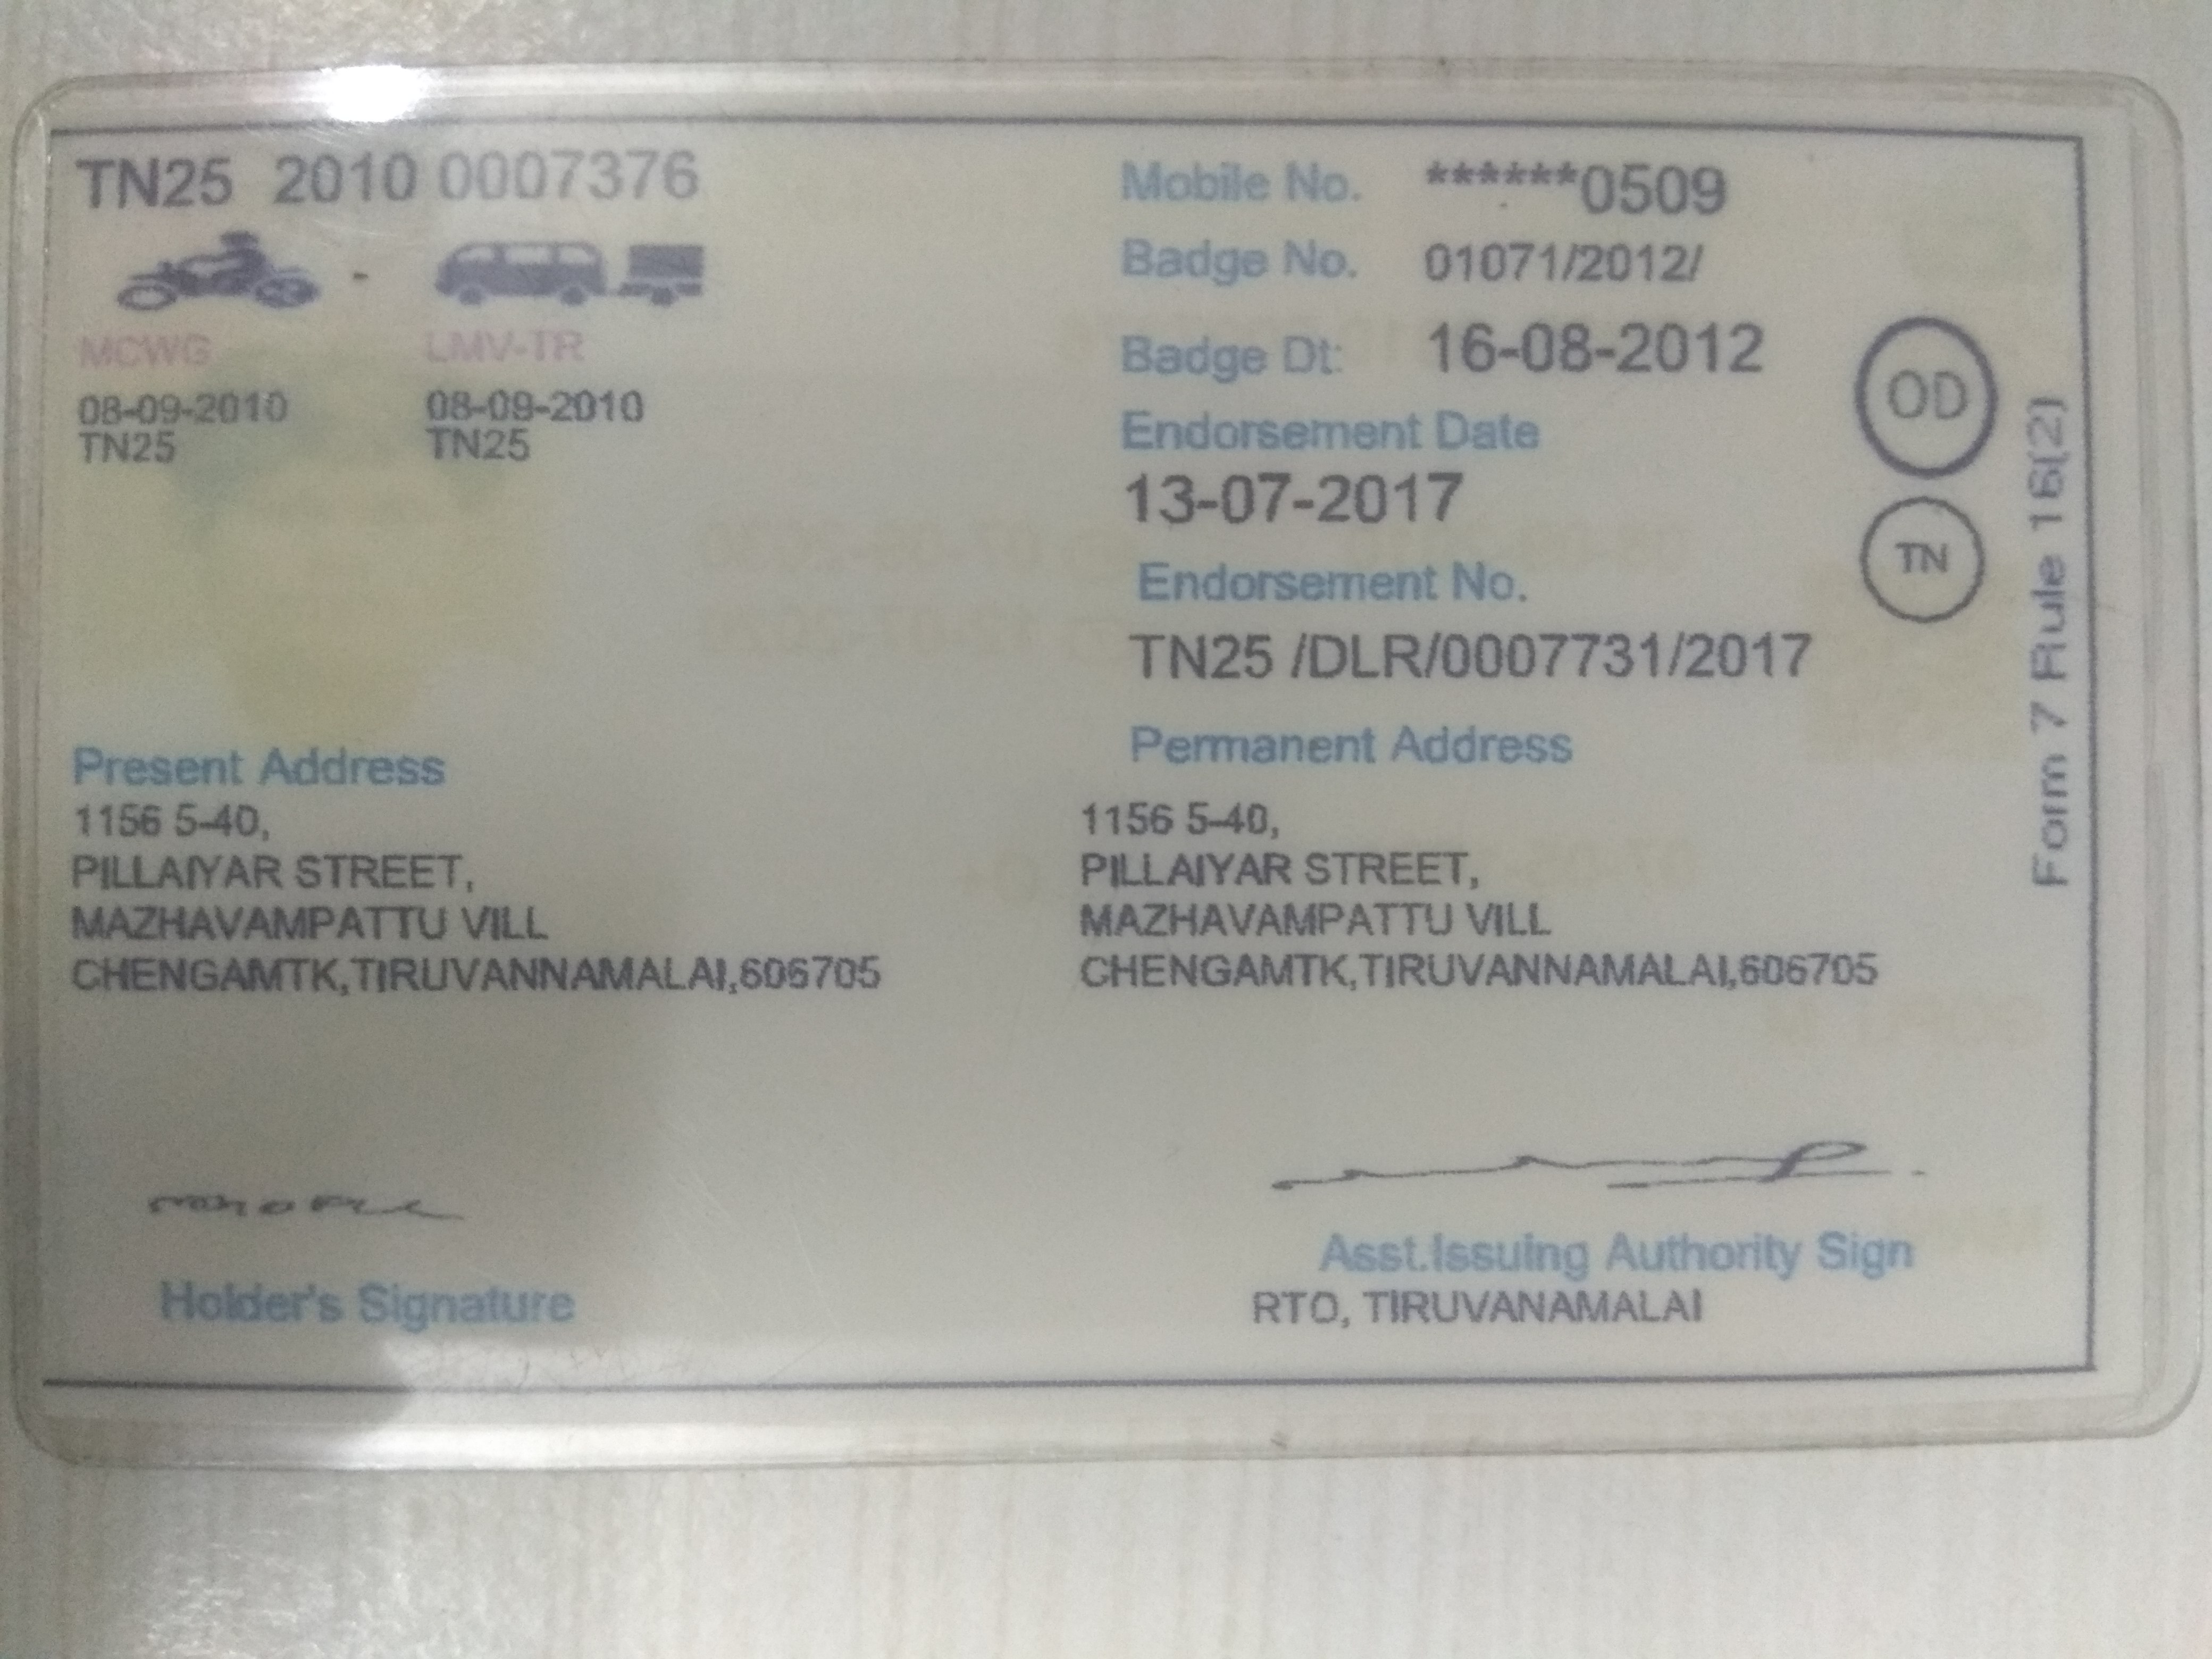 TN25 2010 0007376
MCWG
08-09-2010
TN25
LMV-TR
08-09-2010
TN25
Mobile No. ******0509
Badge No. 01071/2012/
Badge Dt: 16-08-2012
Endorsement Date
13-07-2017
Endorsement No.
TN25 /DLR/0007731/2017
OD
TN
Form 7 Rule 16(2)
Present Address
1156 5-40,
PILLAIYAR STREET,
MAZHAVAMPATTU VILL
CHENGAMTK,TIRUVANNAMALAI,606705
Permanent Address
1156 5-40,
PILLAIYAR STREET,
MAZHAVAMPATTU VILL
CHENGAMTK,TIRUVANNAMALAI,606705
Holder's Signature
Asst.Issuing Authority Sign
RTO, TIRUVANAMALAI